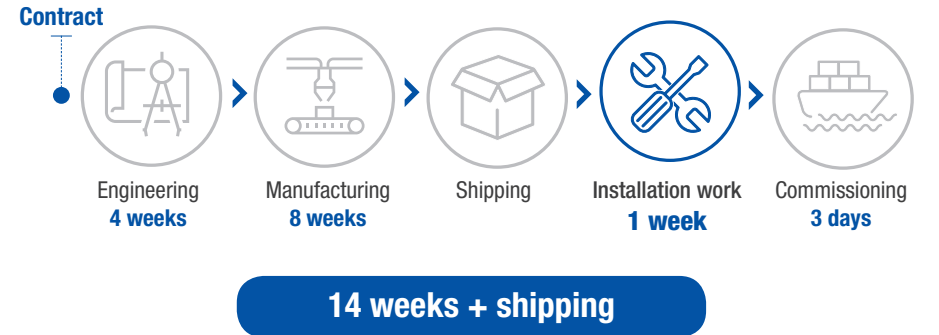 Contract
Engineering
4 weeks
Manufacturing
8 weeks
Shipping
Installation work
1 week
Commissioning
3 days
14 weeks + shipping